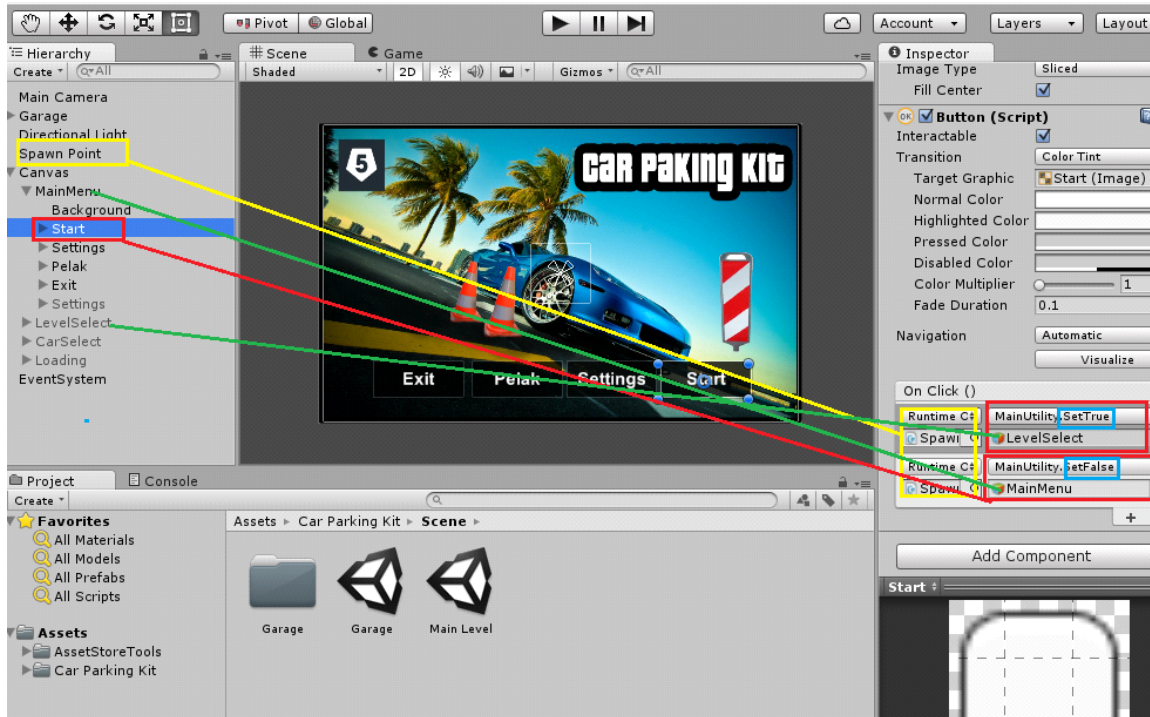 Pivot Global Account Layers Layout
Hierarchy
Create All
Main Camera
Garage
Directional Light
Spawn Point
Canvas
MainMenu
Background
Start
Settings
Pelak
Exit
Settings
LevelSelect
CarSelect
Loading
EventSystem
Scene Game
Shaded 2D Gizmos All
5
CAR PAKING KIT
Exit Pelak Settings Start
Inspector
Image Type Sliced
Fill Center
OK Button (Script)
Interactable
Transition Color Tint
Target Graphic Start (Image)
Normal Color
Highlighted Color
Pressed Color
Disabled Color
Color Multiplier 1
Fade Duration 0.1
Navigation Automatic
Visualize
On Click ()
Runtime MainUtility.SetTrue
LevelSelect
Runtime MainUtility.SetFalse
MainMenu
+
Add Component
Start
Project Console
Create
Favorites
All Materials
All Models
All Prefabs
All Scripts
Assets
AssetStoreTools
Car Parking Kit
Assets Car Parking Kit Scene
Garage Garage Main Level